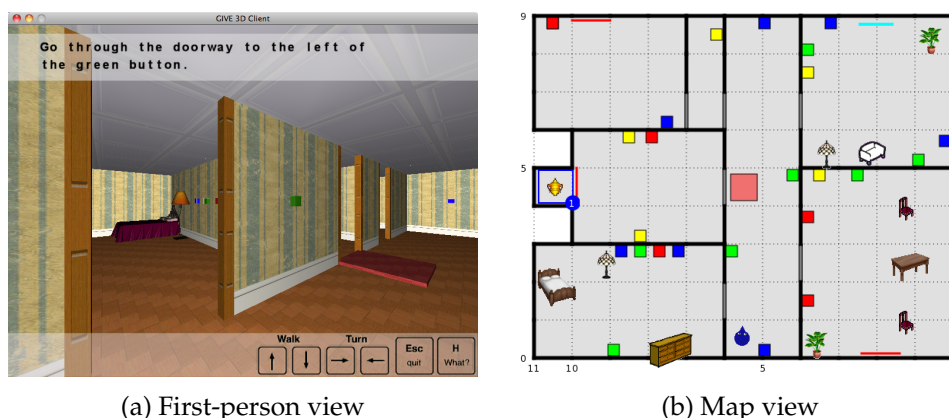 GIVE 3D Client
Go through the doorway to the left of
the green button.
Walk
Turn
Esc
quit
H
What?
(a) First-person view
9
5
1
0
11
10
5
(b) Map view